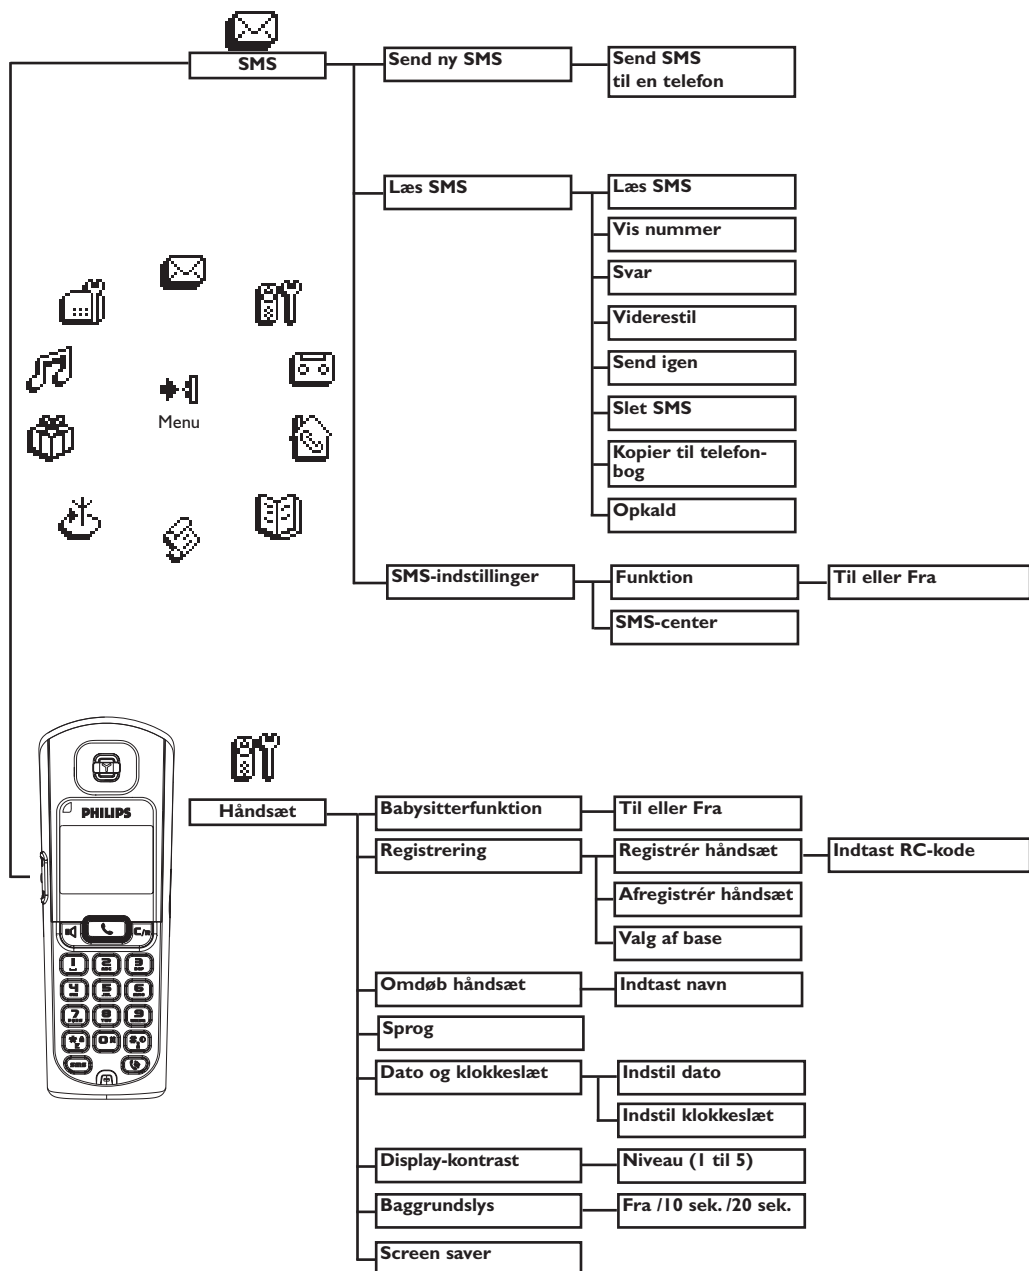 SMS
Send ny SMS
Send SMS
til en telefon
Læs SMS
Læs SMS
Vis nummer
Svar
Viderestil
Send igen
Slet SMS
Kopier til telefon-
bog
Opkald
SMS-indstillinger
Funktion
Til eller Fra
SMS-center
Menu
PHILIPS
Håndsæt
Babysitterfunktion
Til eller Fra
Registrering
Registrér håndsæt
Indtast RC-kode
Afregistrér håndsæt
Valg af base
Omdøb håndsæt
Indtast navn
Sprog
Dato og klokkeslæt
Indstil dato
Indstil klokkeslæt
Display-kontrast
Niveau (1 til 5)
Baggrundslys
Fra /10 sek. /20 sek.
Screen saver